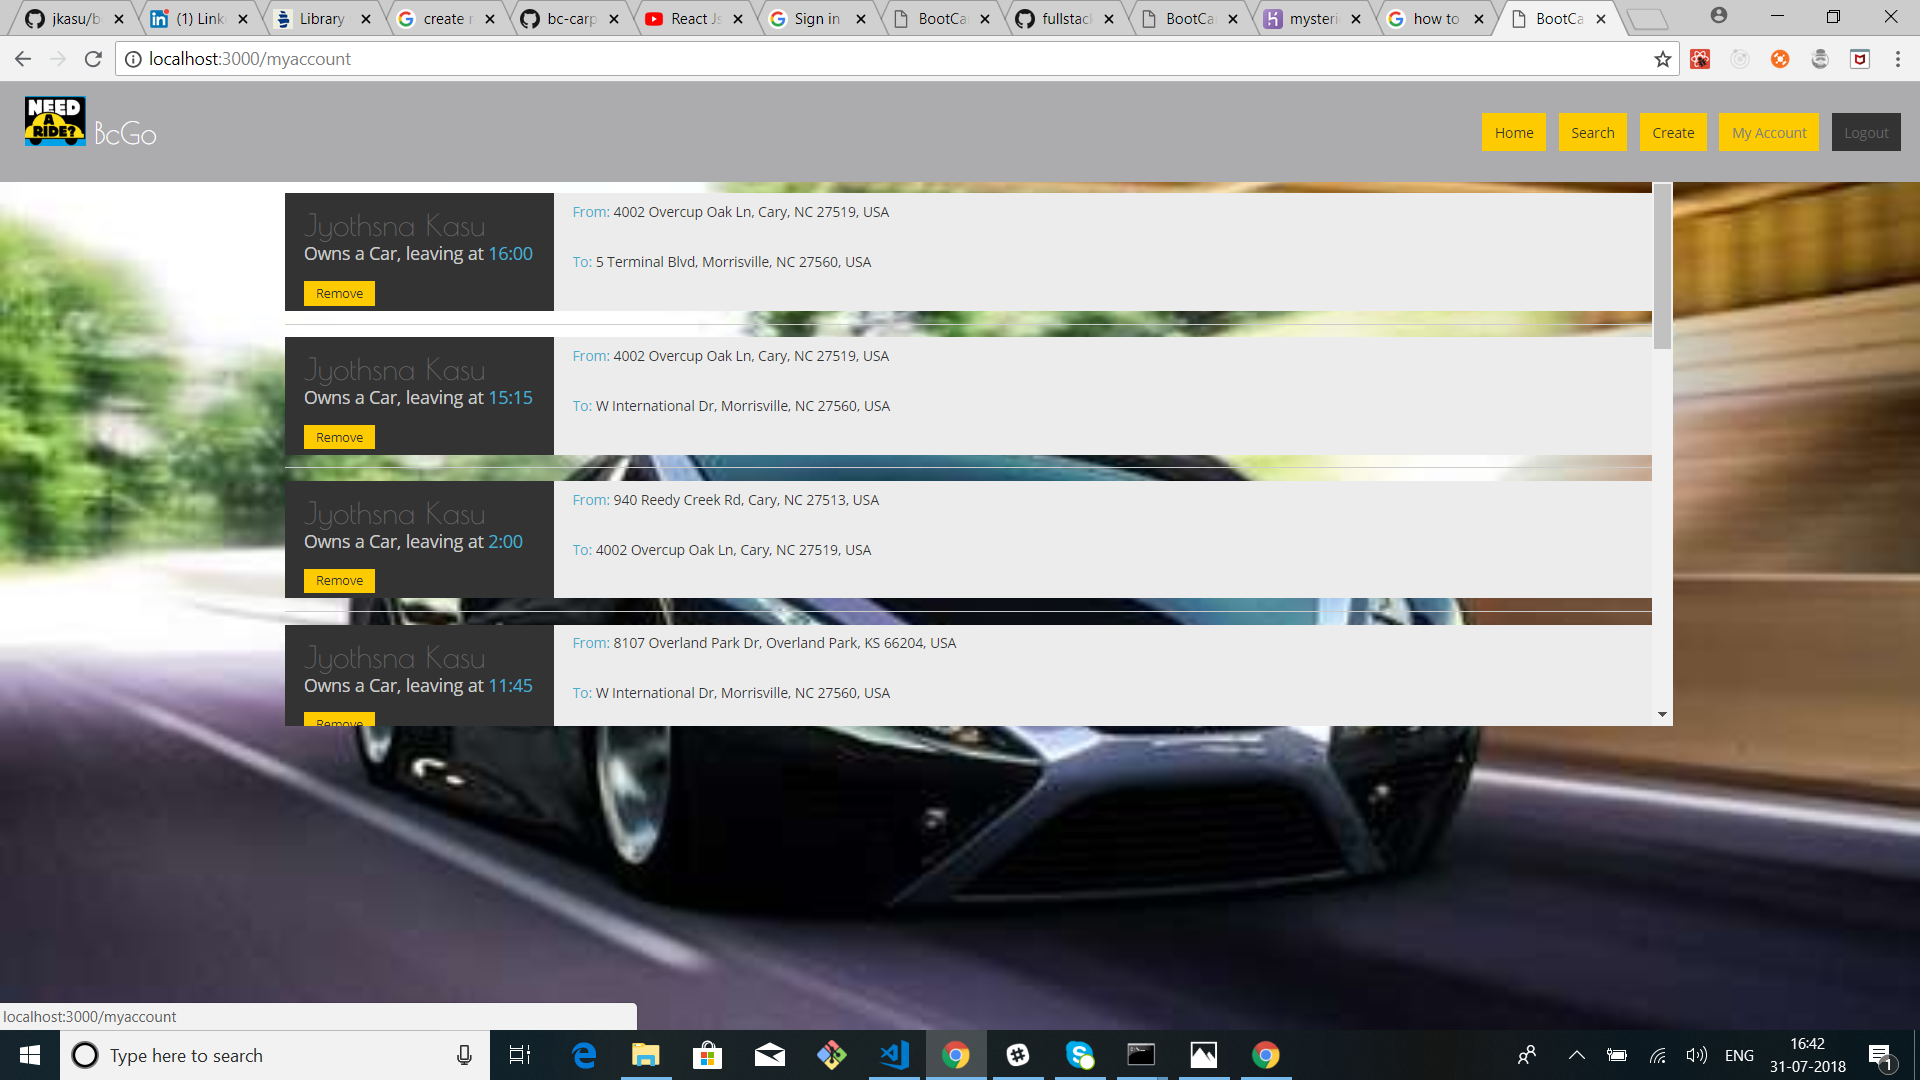 jkasu/b
(1) Link
Library
create r
bc-carp
React Js
Sign in
BootCa
fullstac
BootCa
mysteri
how to
BootCa
localhost:3000/myaccount
NEED
A
RIDE?
BcGo
Home
Search
Create
My Account
Logout
Jyothsna Kasu
Owns a Car, leaving at 16:00
Remove
From: 4002 Overcup Oak Ln, Cary, NC 27519, USA
To: 5 Terminal Blvd, Morrisville, NC 27560, USA
Jyothsna Kasu
Owns a Car, leaving at 15:15
Remove
From: 4002 Overcup Oak Ln, Cary, NC 27519, USA
To: W International Dr, Morrisville, NC 27560, USA
Jyothsna Kasu
Owns a Car, leaving at 2:00
Remove
From: 940 Reedy Creek Rd, Cary, NC 27513, USA
To: 4002 Overcup Oak Ln, Cary, NC 27519, USA
Jyothsna Kasu
Owns a Car, leaving at 11:45
Remove
From: 8107 Overland Park Dr, Overland Park, KS 66204, USA
To: W International Dr, Morrisville, NC 27560, USA
localhost:3000/myaccount
Type here to search
ENG
16:42
31-07-2018
1